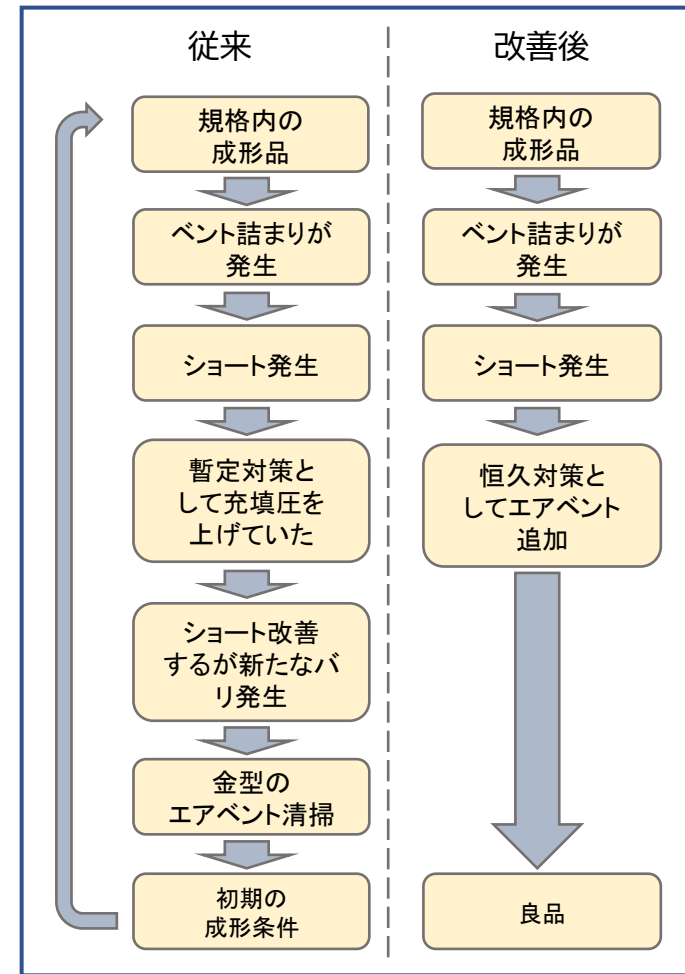 従来
規格内の
成形品
ベント詰まりが
発生
ショート発生
暫定対策と
して充填圧を
上げていた
ショート改善
するが新たなバ
リ発生
金型の
エアベント清掃
初期の
成形条件
改善後
規格内の
成形品
ベント詰まりが
発生
ショート発生
恒久対策と
してエアベント
追加
良品